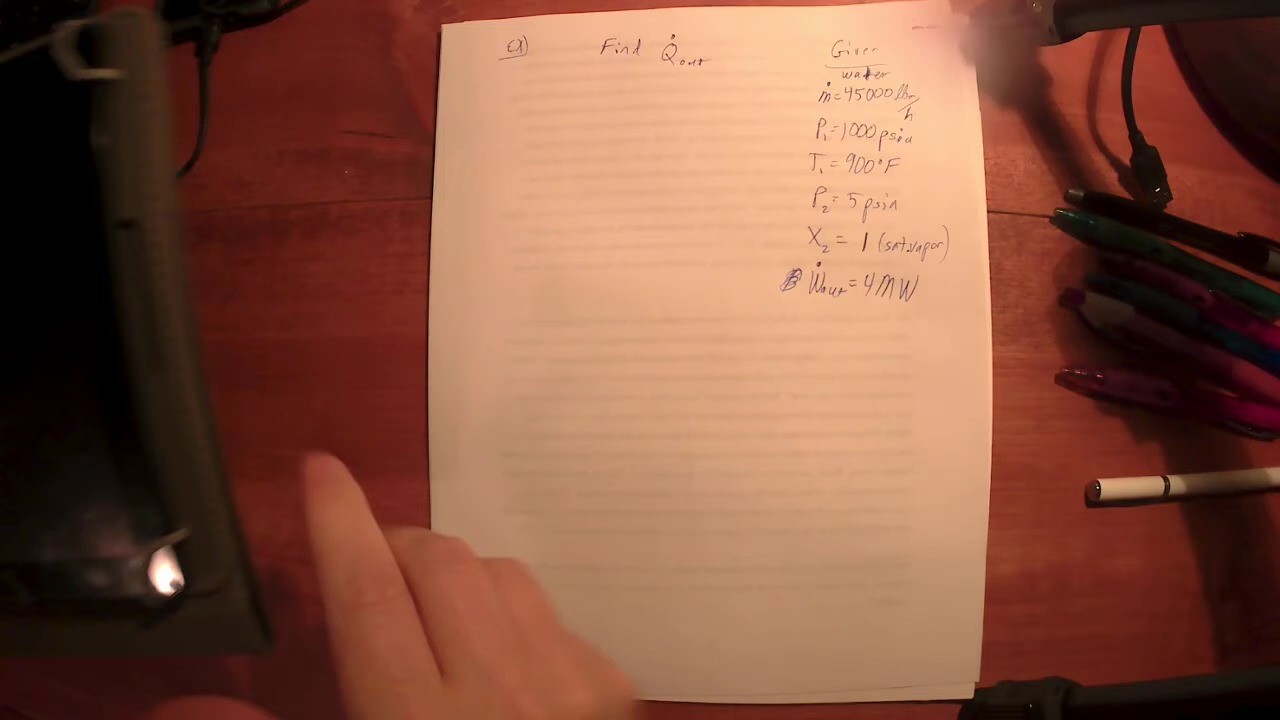 a) Find Q̇out
Given
water
ṁ = 45000 lbm/h
P₁ = 1000 psia
T₁ = 900°F
P₂ = 5 psia
X₂ = 1 (sat vapor)
Ẇout = 4 MW